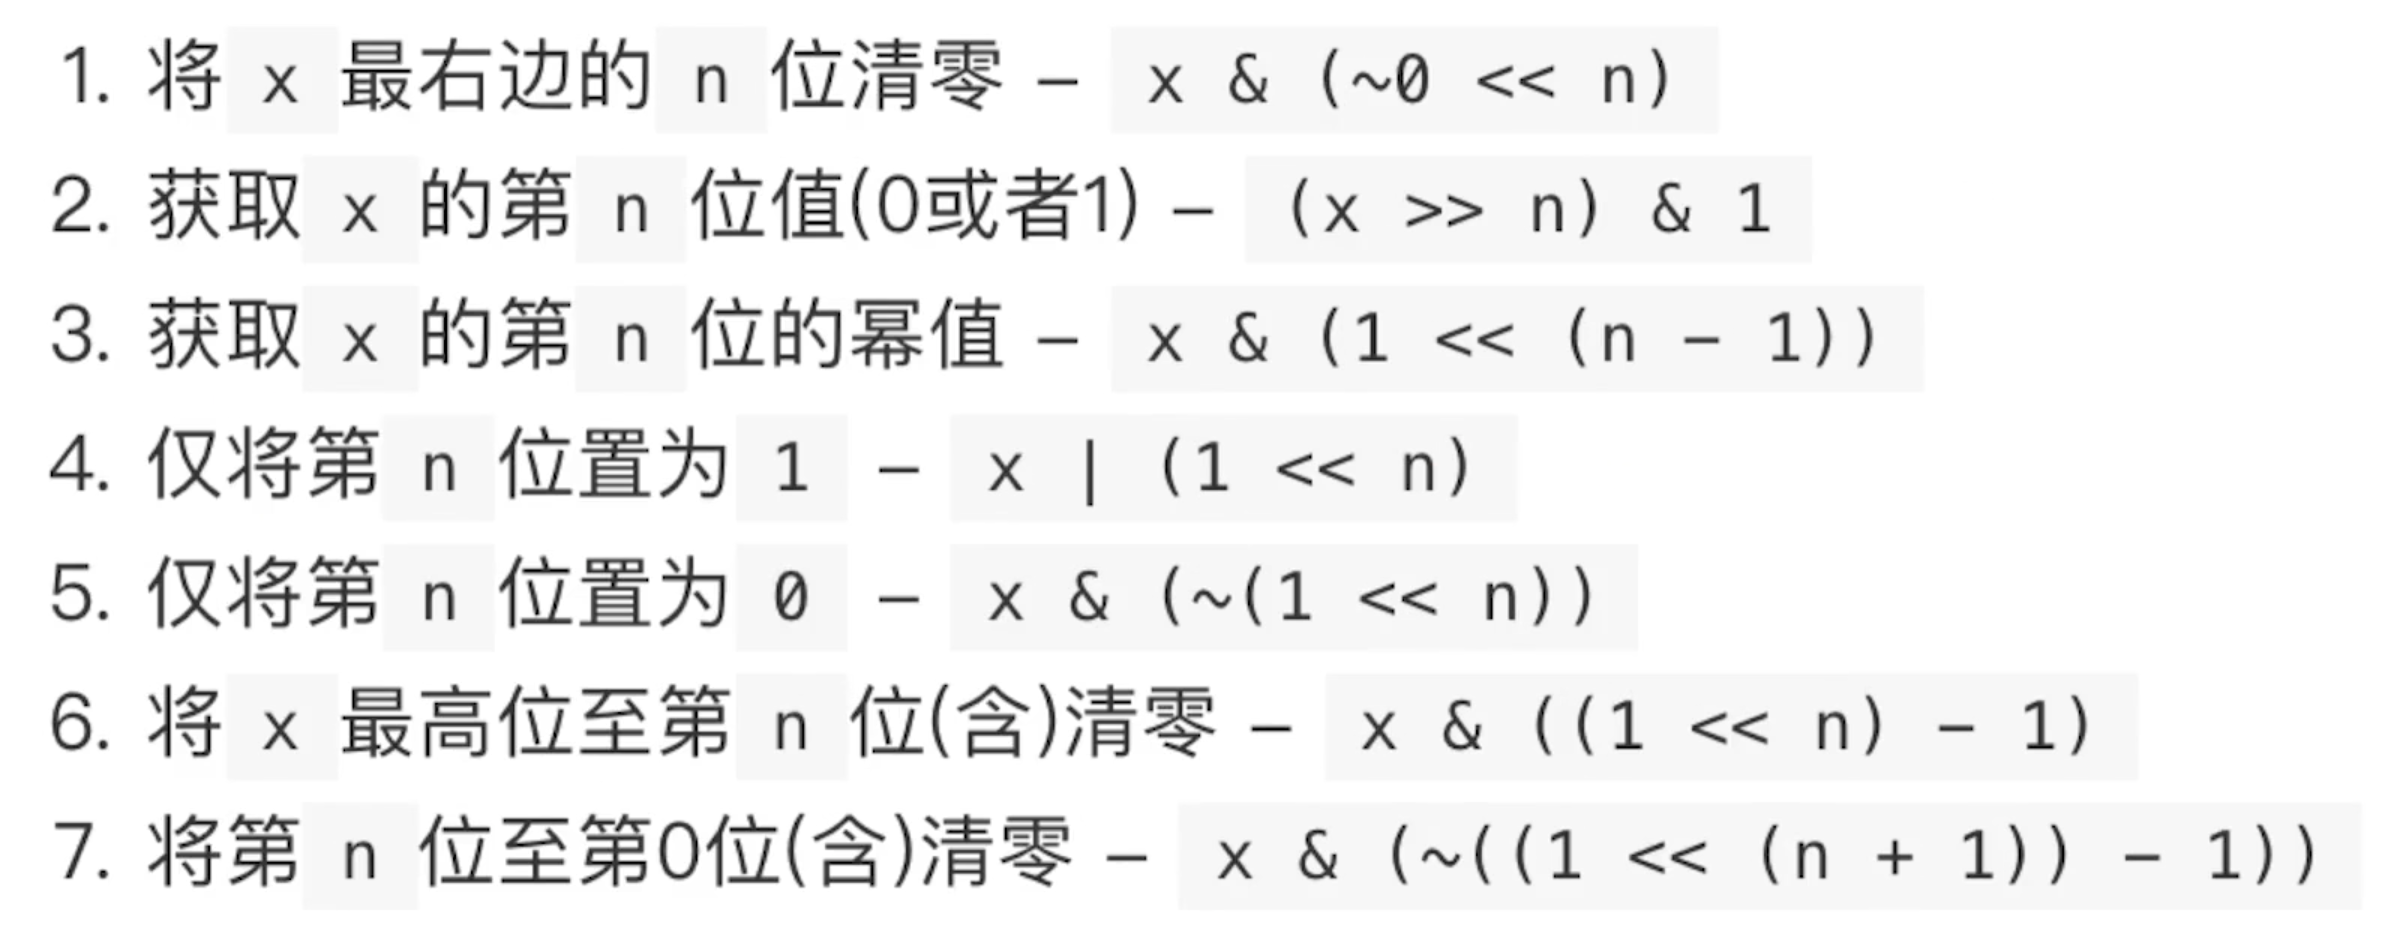 1. 将 x 最右边的 n 位清零 – x & (~0 << n)
2. 获取 x 的第 n 位值(0或者1) – (x >> n) & 1
3. 获取 x 的第 n 位的幂值 – x & (1 << (n – 1))
4. 仅将第 n 位置为 1 – x | (1 << n)
5. 仅将第 n 位置为 0 – x & (~(1 << n))
6. 将 x 最高位至第 n 位(含)清零 – x & ((1 << n) – 1)
7. 将第 n 位至第0位(含)清零 – x & (~((1 << (n + 1)) – 1))